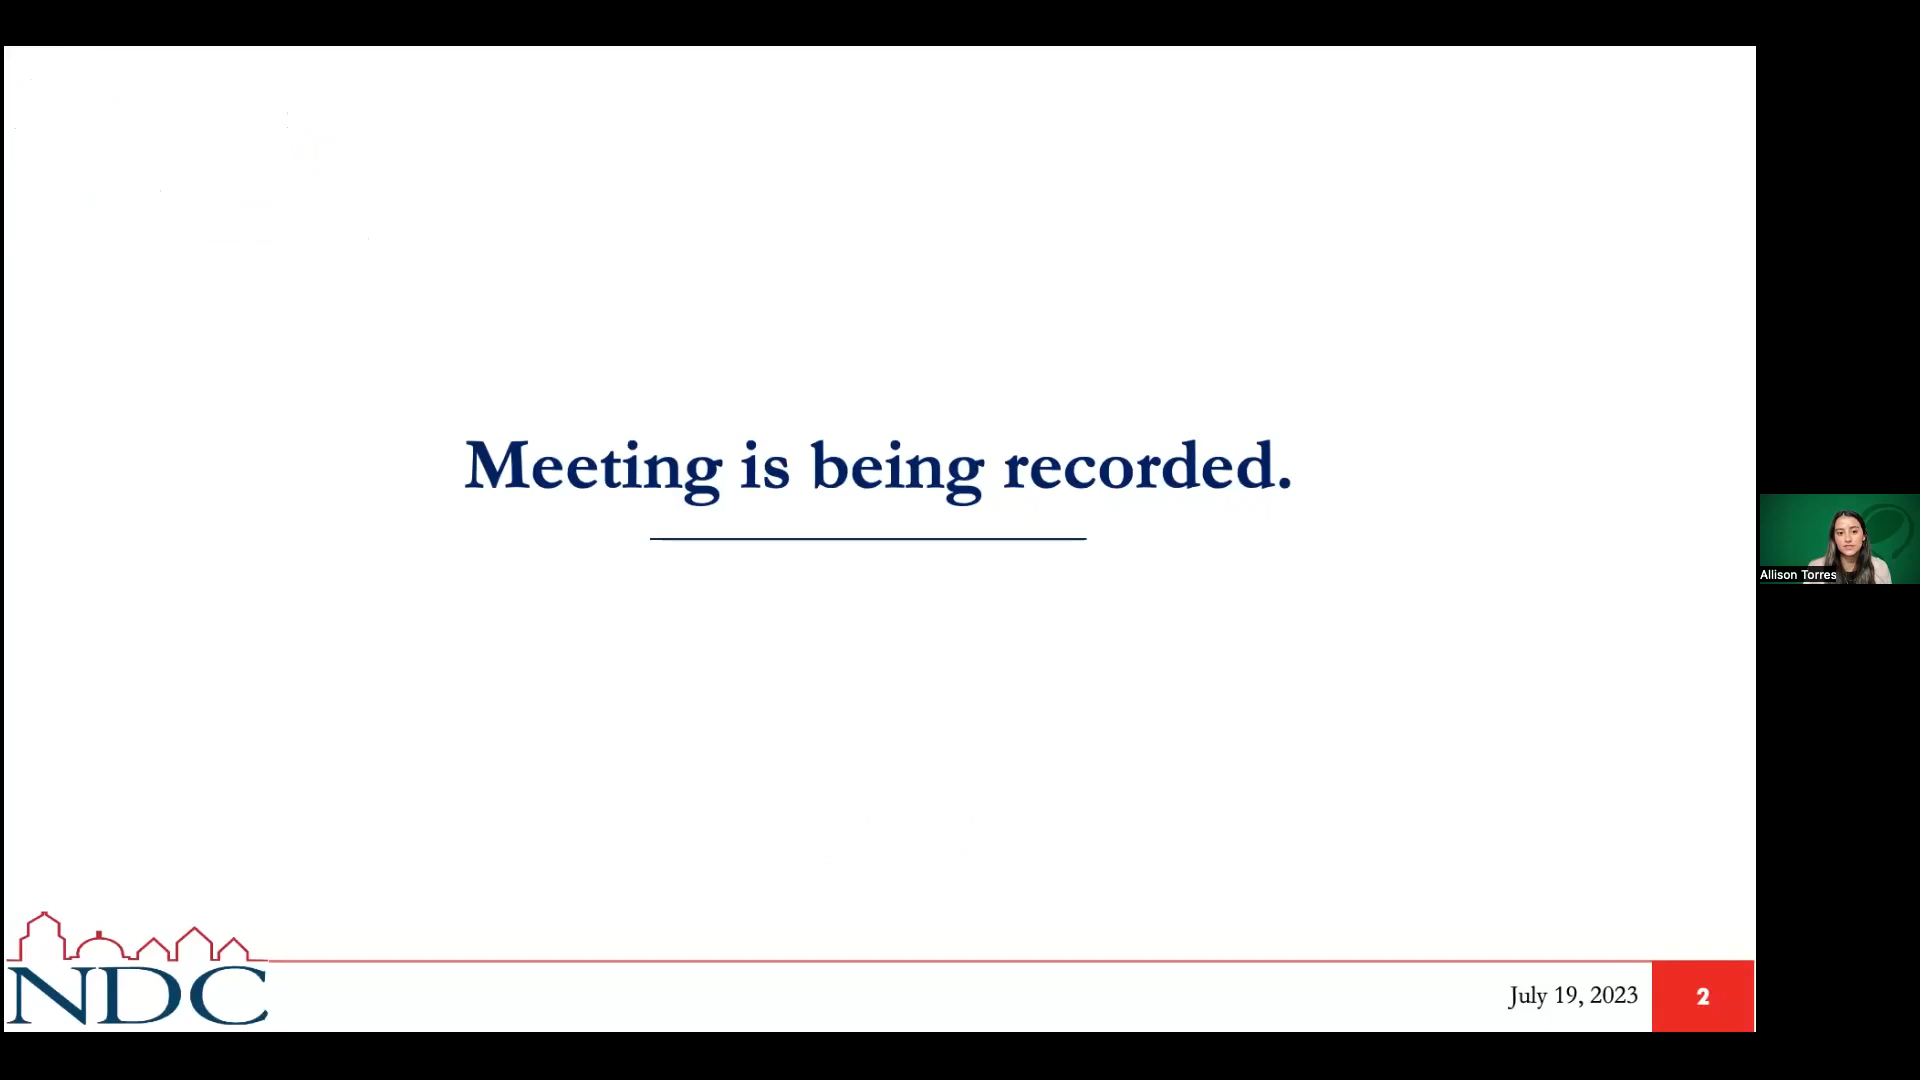 Meeting is being recorded.
Allison Torres
NDC
July 19, 2023
2